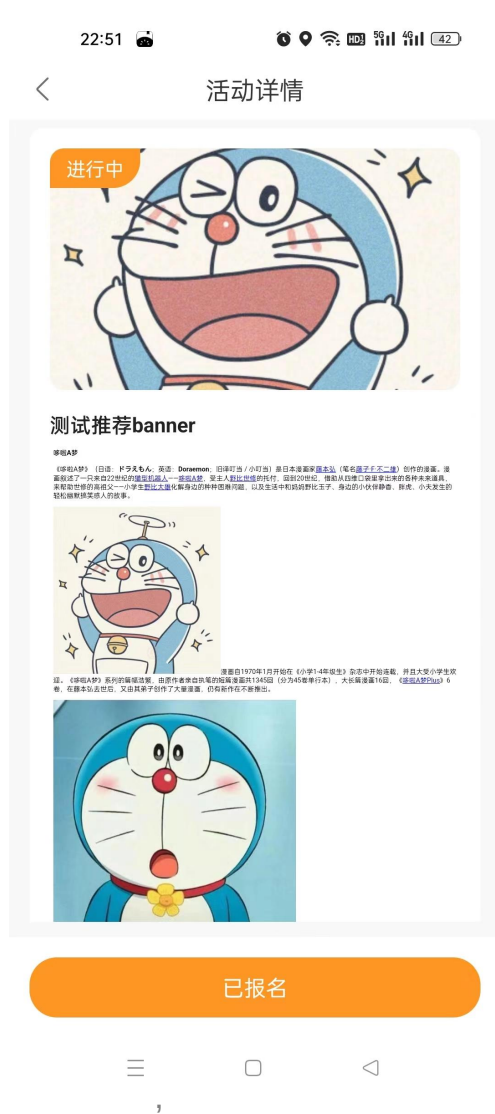 22:51
HD 5G 4G 42
活动详情
进行中
测试推荐banner
哆啦A梦
《哆啦A梦》（日语：ドラえもん，英语：Doraemon，旧译叮当 / 小叮当）是日本漫画家藤本弘（笔名藤子·F·不二雄）创作的漫画。漫
画叙述了一只来自22世纪的猫型机器人——哆啦A梦，受主人野比世修的托付，回到20世纪，借助从四维口袋里拿出来的各种未来道具，
来帮助世修的高祖父——小学生野比大雄化解身边的种种困难问题，以及生活中和妈妈野比玉子，身边的小伙伴静香、胖虎、小夫发生的
轻松幽默搞笑感人的故事。
漫画自1970年1月开始在《小学1-4年级生》杂志中开始连载，并且大受小学生欢
迎。《哆啦A梦》系列的篇幅浩繁，由原作者亲自执笔的短篇漫画共1345回（分为45卷单行本），大长篇漫画16回，《哆啦A梦Plus》6
卷，在藤本弘去世后，又由其弟子创作了大量漫画，仍有新作在不断推出。
已报名